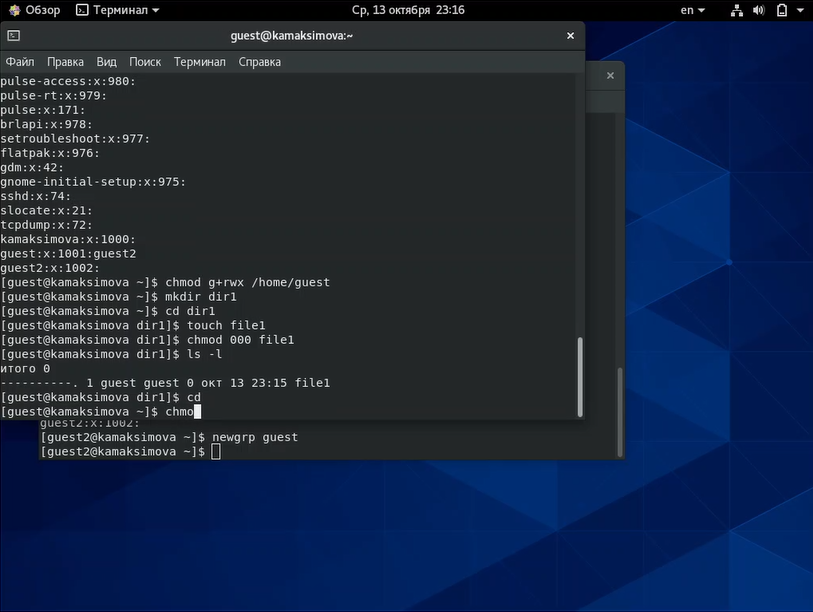 Обзор Терминал Ср, 13 октября 23:16 en
guest@kamaksimova:~
Файл Правка Вид Поиск Терминал Справка
pulse-access:x:980:
pulse-rt:x:979:
pulse:x:171:
brlapi:x:978:
setroubleshoot:x:977:
flatpak:x:976:
gdm:x:42:
gnome-initial-setup:x:975:
sshd:x:74:
slocate:x:21:
tcpdump:x:72:
kamaksimova:x:1000:
guest:x:1001:guest2
guest2:x:1002:
[guest@kamaksimova ~]$ chmod g+rwx /home/guest
[guest@kamaksimova ~]$ mkdir dir1
[guest@kamaksimova ~]$ cd dir1
[guest@kamaksimova dir1]$ touch file1
[guest@kamaksimova dir1]$ chmod 000 file1
[guest@kamaksimova dir1]$ ls -l
итого 0
----------. 1 guest guest 0 окт 13 23:15 file1
[guest@kamaksimova dir1]$ cd
[guest@kamaksimova ~]$ chmo
guest2:x:1002:
[guest2@kamaksimova ~]$ newgrp guest
[guest2@kamaksimova ~]$